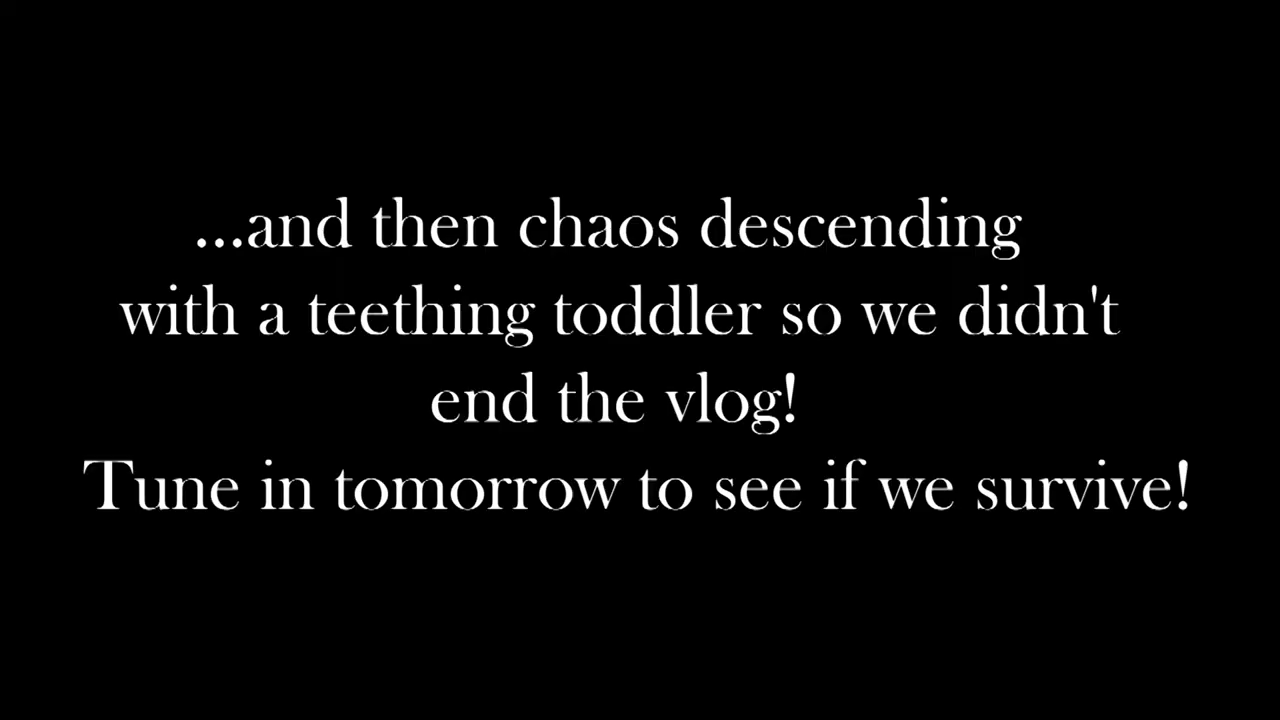 ...and then chaos descending
with a teething toddler so we didn't
end the vlog!
Tune in tomorrow to see if we survive!